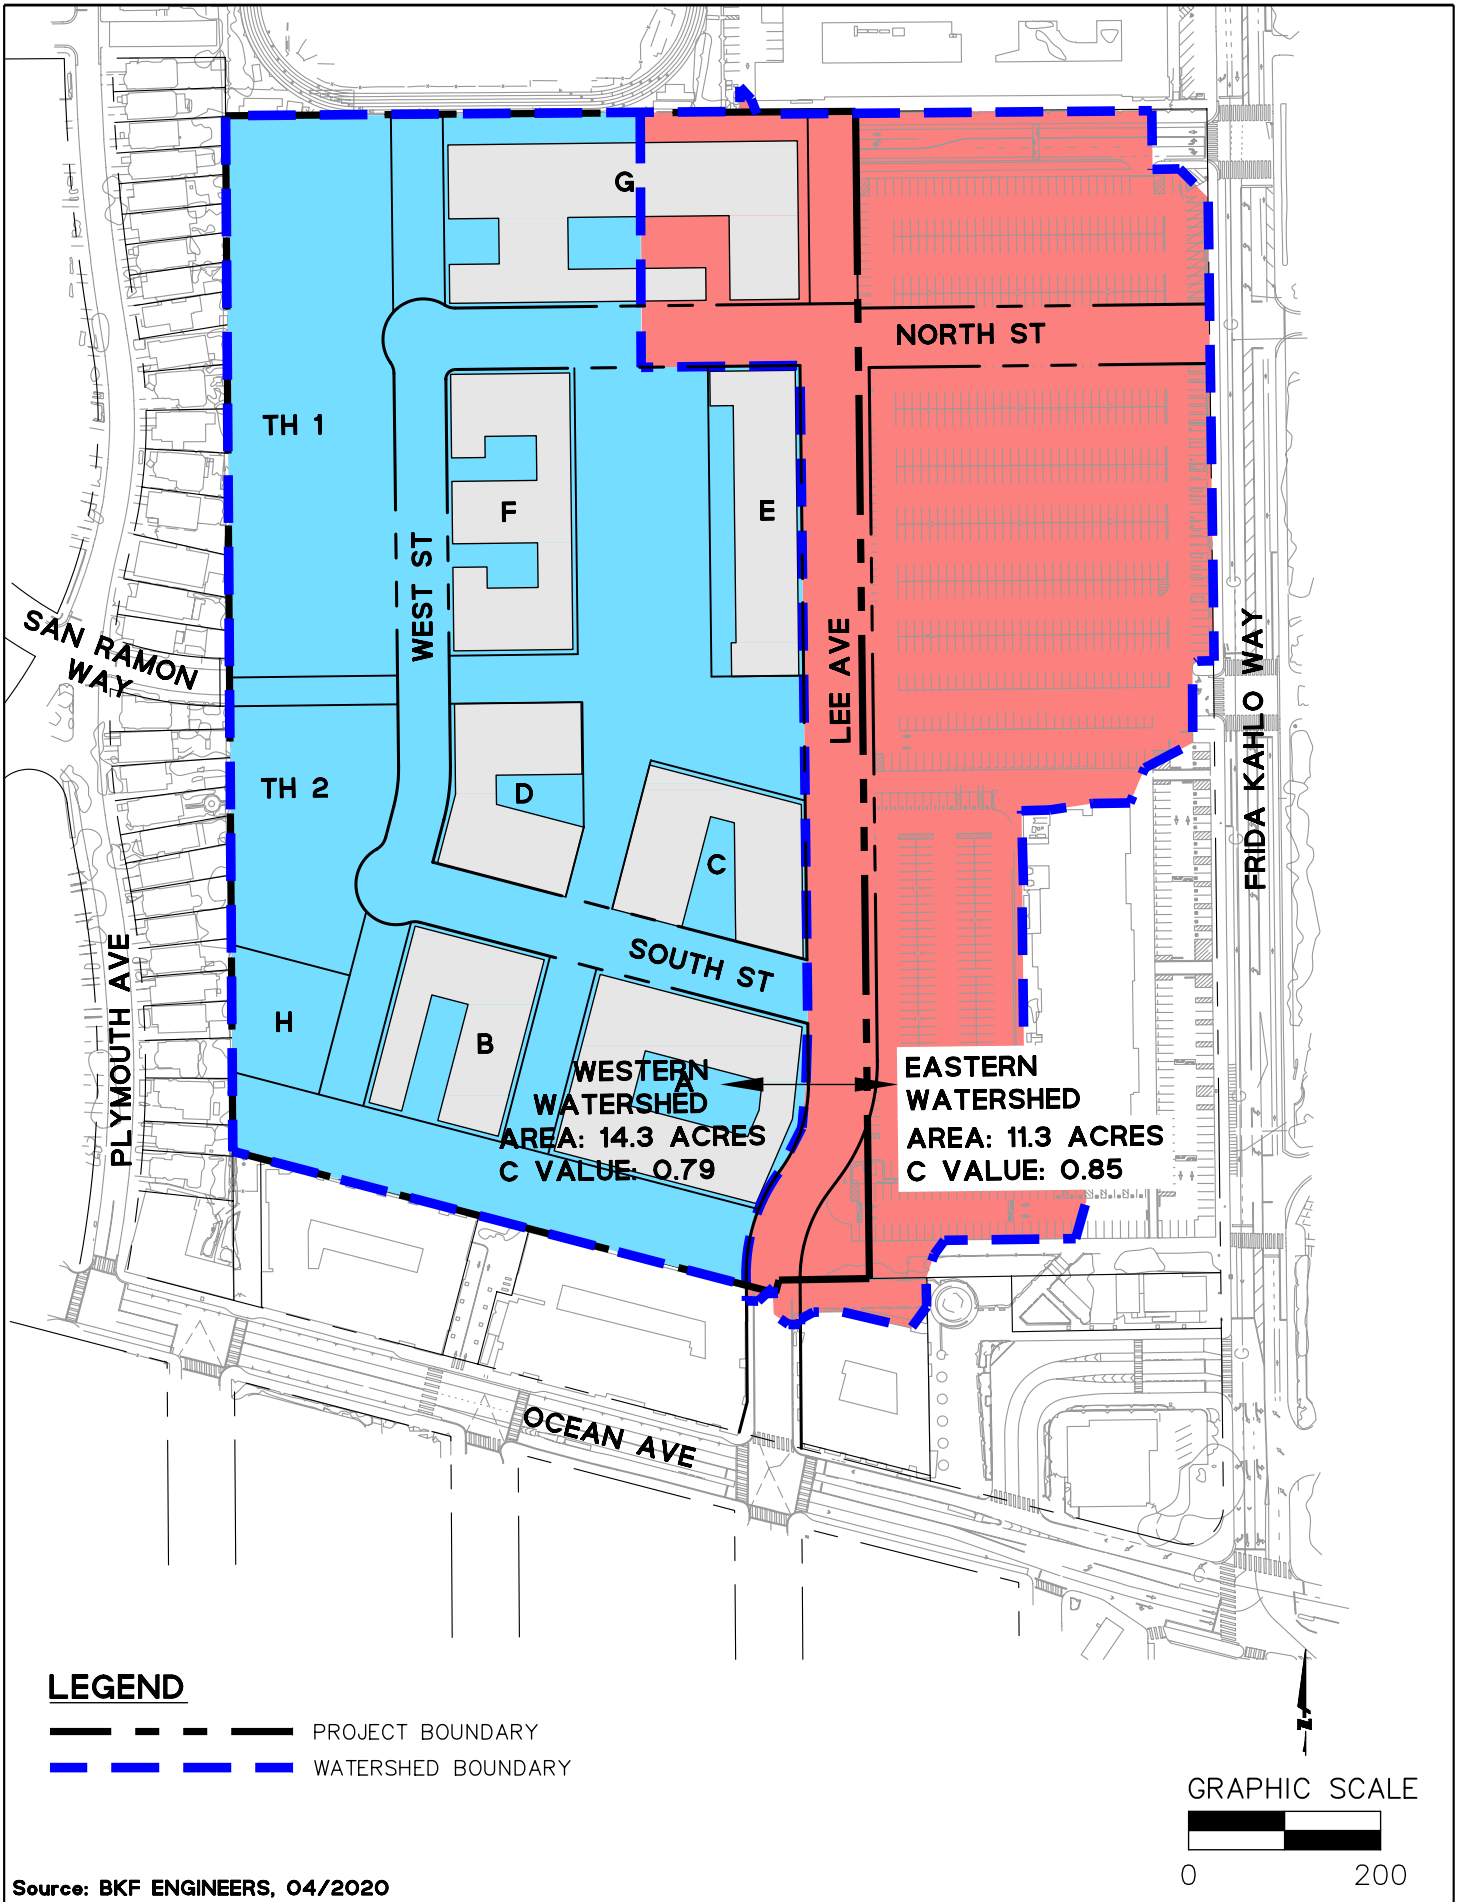 G
NORTH ST
TH 1
F
E
WEST ST
SAN RAMON
WAY
LEE AVE
FRIDA KAHLO WAY
TH 2
D
C
SOUTH ST
PLYMOUTH AVE
H
B
A
WESTERN
WATERSHED
AREA: 14.3 ACRES
C VALUE: 0.79
EASTERN
WATERSHED
AREA: 11.3 ACRES
C VALUE: 0.85
OCEAN AVE
LEGEND
PROJECT BOUNDARY
WATERSHED BOUNDARY
Z
GRAPHIC SCALE
0 200
Source: BKF ENGINEERS, 04/2020